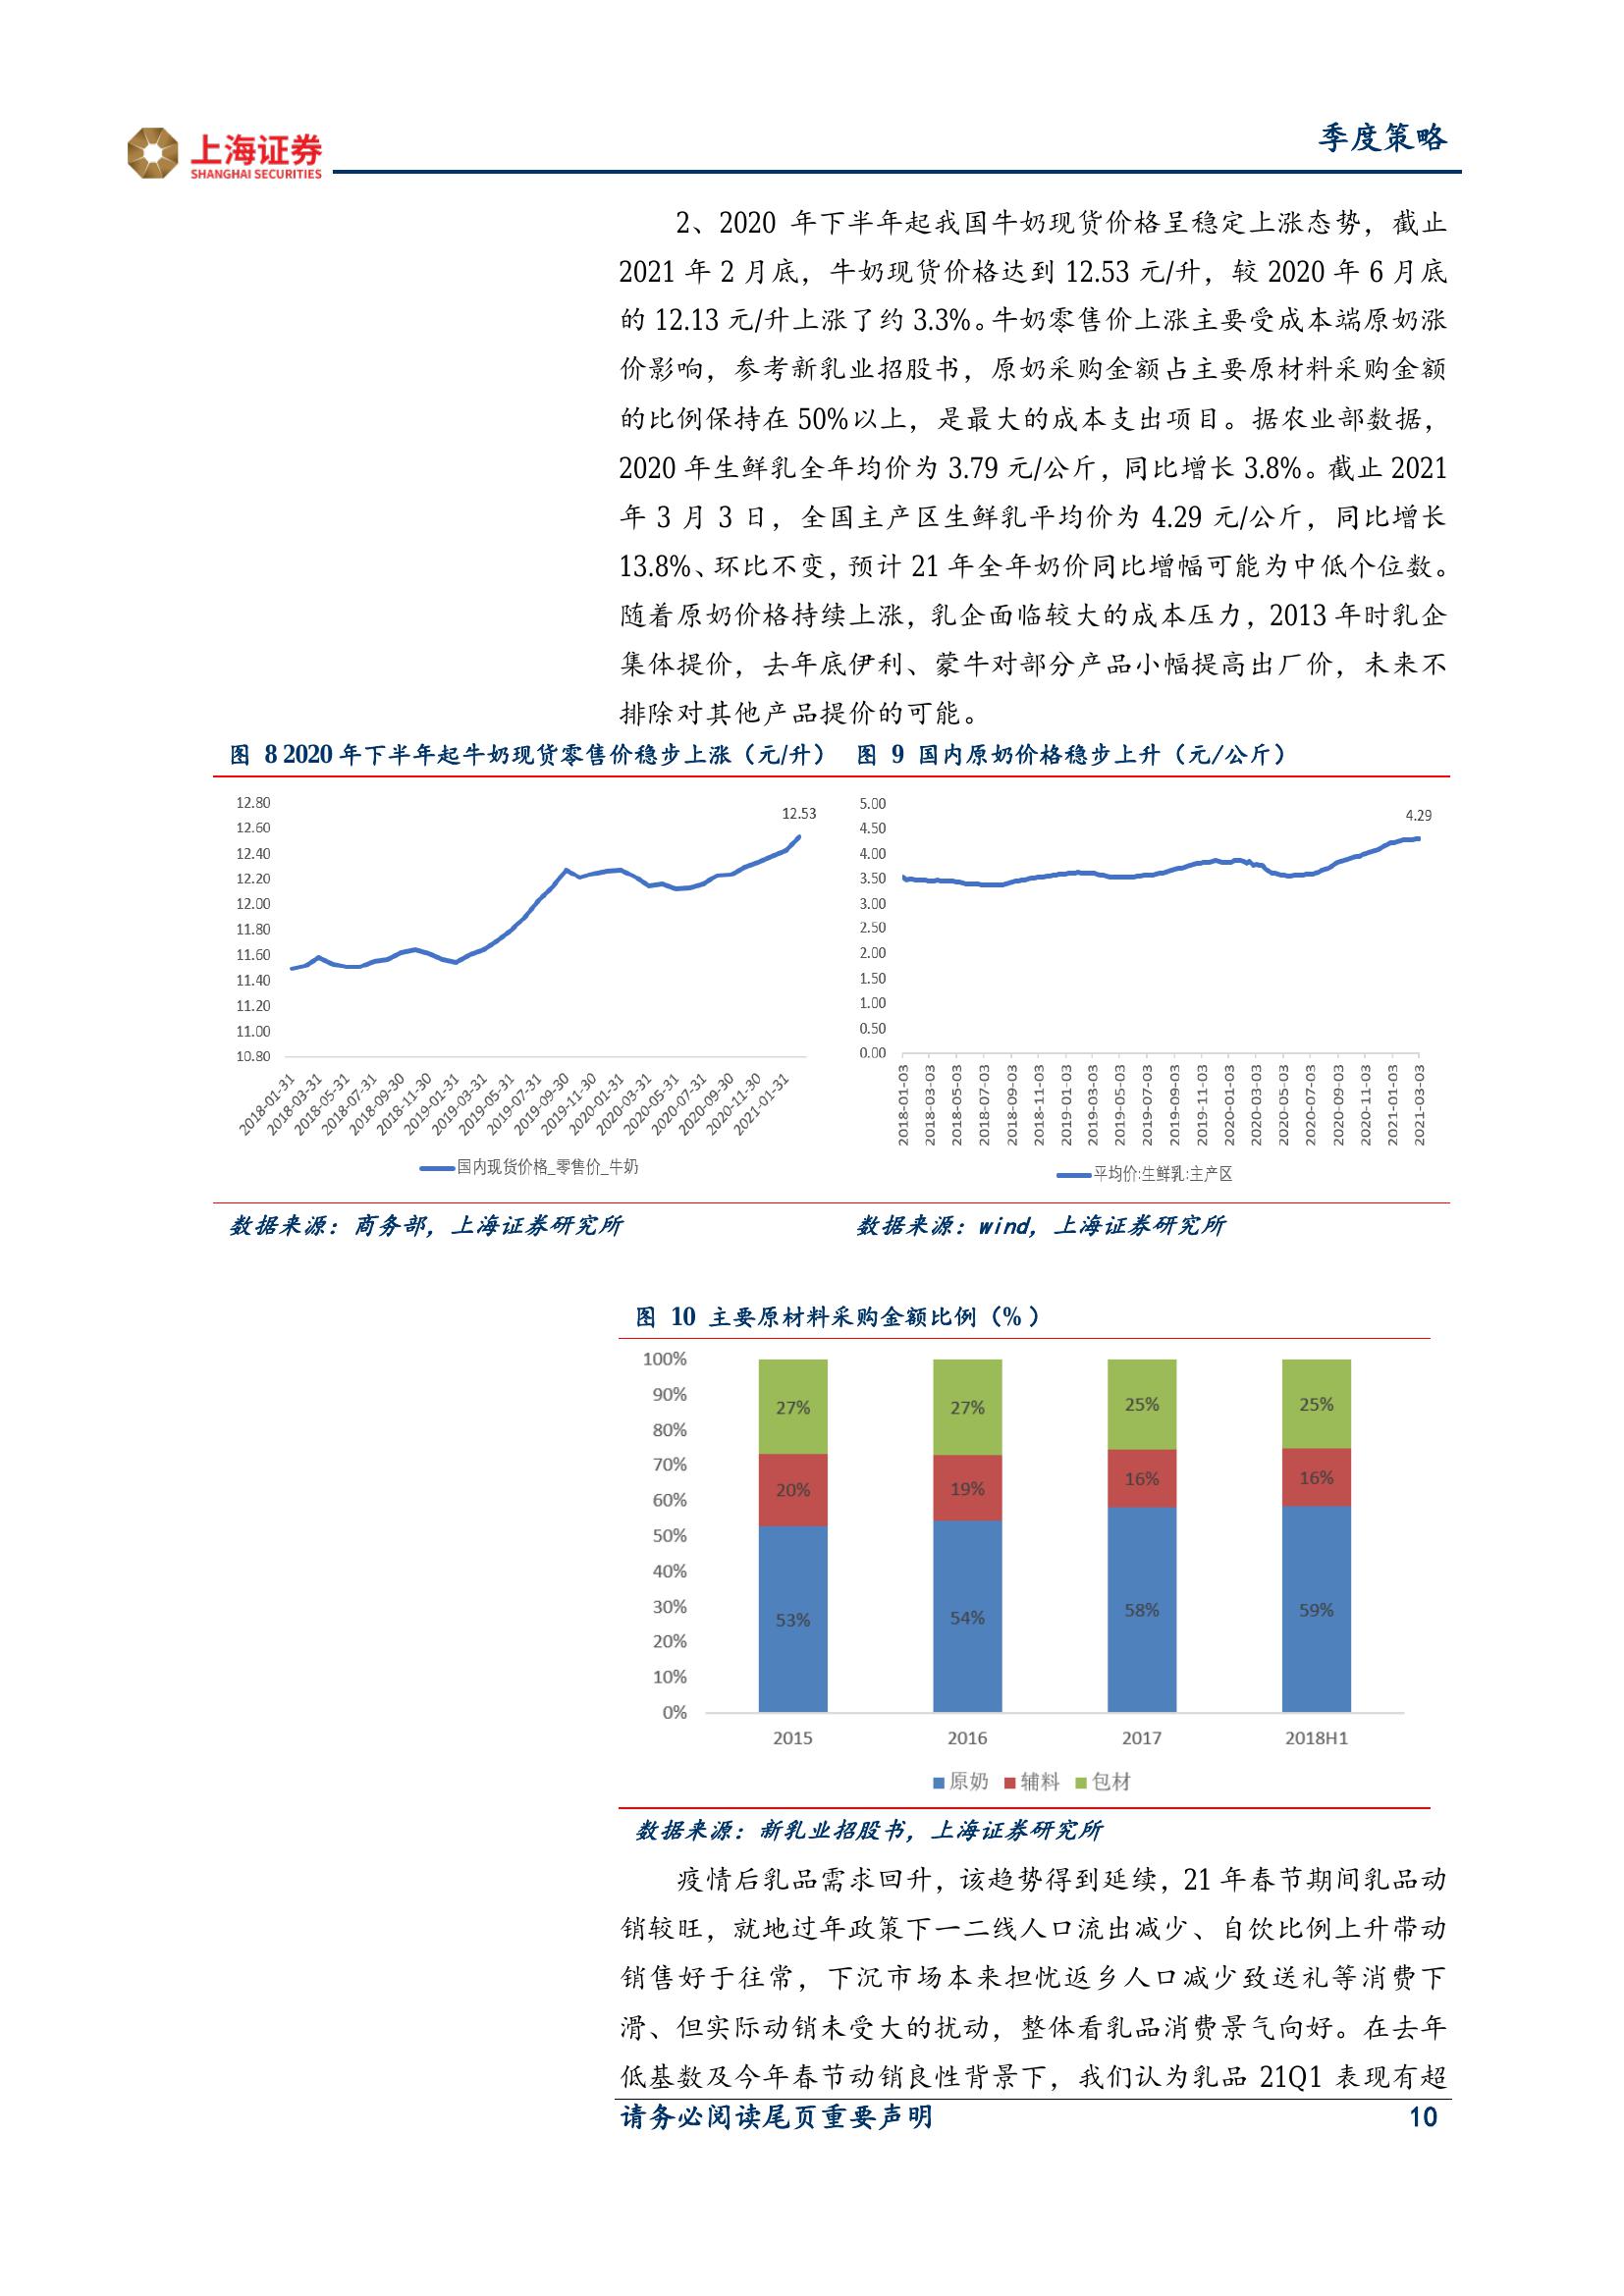 上海证券
SHANGHAI SECURITIES
季度策略
2、2020 年下半年起我国牛奶现货价格呈稳定上涨态势，截止
2021 年 2 月底，牛奶现货价格达到 12.53 元/升，较 2020 年 6 月底
的 12.13 元/升上涨了约 3.3%。牛奶零售价上涨主要受成本端原奶涨
价影响，参考新乳业招股书，原奶采购金额占主要原材料采购金额
的比例保持在 50%以上，是最大的成本支出项目。据农业部数据，
2020 年生鲜乳全年均价为 3.79 元/公斤，同比增长 3.8%。截止 2021
年 3 月 3 日，全国主产区生鲜乳平均价为 4.29 元/公斤，同比增长
13.8%、环比不变，预计 21 年全年奶价同比增幅可能为中低个位数。
随着原奶价格持续上涨，乳企面临较大的成本压力，2013 年时乳企
集体提价，去年底伊利、蒙牛对部分产品小幅提高出厂价，未来不
排除对其他产品提价的可能。
图 8 2020 年下半年起牛奶现货零售价稳步上涨（元/升）
12.80
12.60
12.40
12.20
12.00
11.80
11.60
11.40
11.20
11.00
10.80
12.53
2018-01-31
2018-03-31
2018-05-31
2018-07-31
2018-09-30
2018-11-30
2019-01-31
2019-03-31
2019-05-31
2019-07-31
2019-09-30
2019-11-30
2020-01-31
2020-03-31
2020-05-31
2020-07-31
2020-09-30
2020-11-30
2021-01-31
国内现货价格_零售价_牛奶
数据来源：商务部，上海证券研究所
图 9 国内原奶价格稳步上升（元/公斤）
5.00
4.50
4.00
3.50
3.00
2.50
2.00
1.50
1.00
0.50
0.00
4.29
2018-01-03
2018-03-03
2018-05-03
2018-07-03
2018-09-03
2018-11-03
2019-01-03
2019-03-03
2019-05-03
2019-07-03
2019-09-03
2019-11-03
2020-01-03
2020-03-03
2020-05-03
2020-07-03
2020-09-03
2020-11-03
2021-01-03
2021-03-03
平均价:生鲜乳:主产区
数据来源：wind，上海证券研究所
图 10 主要原材料采购金额比例（%）
100%
90%
80%
70%
60%
50%
40%
30%
20%
10%
0%
27%
27%
25%
25%
20%
19%
16%
16%
53%
54%
58%
59%
2015
2016
2017
2018H1
原奶
辅料
包材
数据来源：新乳业招股书，上海证券研究所
疫情后乳品需求回升，该趋势得到延续，21 年春节期间乳品动
销较旺，就地过年政策下一二线人口流出减少、自饮比例上升带动
销售好于往常，下沉市场本来担忧返乡人口减少致送礼等消费下
滑、但实际动销未受大的扰动，整体看乳品消费景气向好。在去年
低基数及今年春节动销良性背景下，我们认为乳品 21Q1 表现有超
请务必阅读尾页重要声明
10